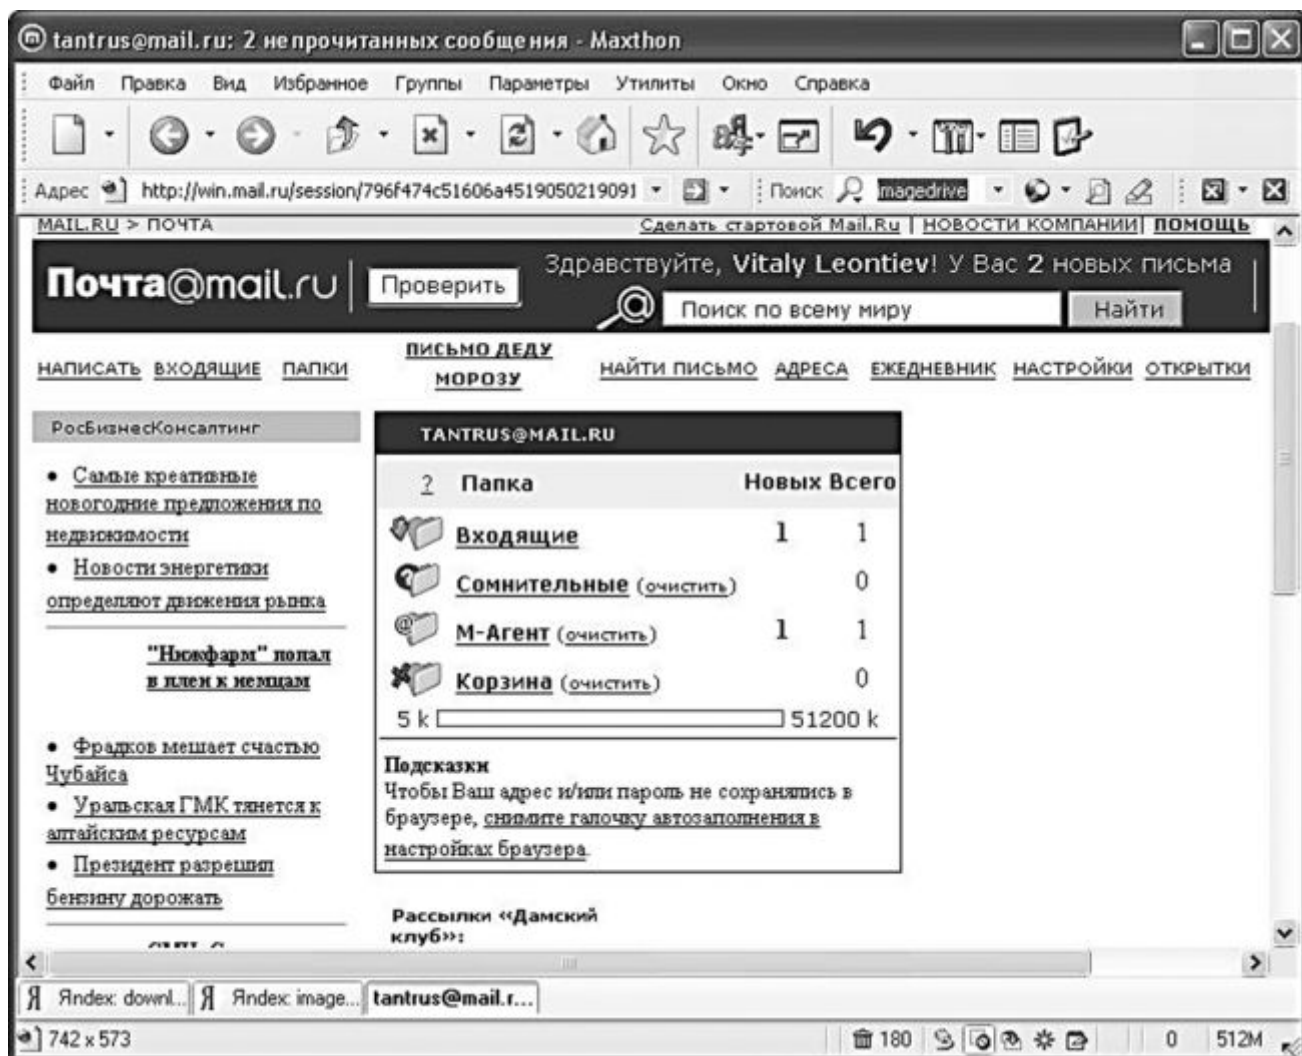 tantrus@mail.ru: 2 непрочитанных сообщения - Maxthon
Файл Правка Вид Избранное Группы Параметры Утилиты Окно Справка
Адрес http://win.mail.ru/session/796f474c51606a4519050219091 Поиск magedrive
MAIL.RU > ПОЧТА Сделать стартовой Mail.Ru | НОВОСТИ КОМПАНИИ | ПОМОЩЬ
Здравствуйте, Vitaly Leontiev! У Вас 2 новых письма
Почта@mail.ru Проверить
Поиск по всему миру Найти
ПИСЬМО ДЕДУ
НАПИСАТЬ ВХОДЯЩИЕ ПАПКИ МОРОЗУ НАЙТИ ПИСЬМО АДРЕСА ЕЖЕДНЕВНИК НАСТРОЙКИ ОТКРЫТКИ
РосБизнесКонсалтинг
• Самые креативные
новогодние предложения по
недвижимости
• Новости энергетики
определяют движения рынка
"Нижфарм" попал
в плен к немцам
• Фрадков мешает счастью
Чубайса
• Уральская ГМК тянется к
алтайским ресурсам
• Президент разрешил
бензину дорожать
TANTRUS@MAIL.RU
? Папка Новых Всего
Входящие 1 1
Сомнительные (очистить) 0
М-Агент (очистить) 1 1
Корзина (очистить) 0
5 k 51200 k
Подсказки
Чтобы Ваш адрес и/или пароль не сохранялись в
браузере, снимите галочку автозаполнения в
настройках браузера.
Рассылки «Дамский
клуб»:
Яndex: downl... Яndex: image... tantrus@mail.r...
742 x 573 180 0 512M